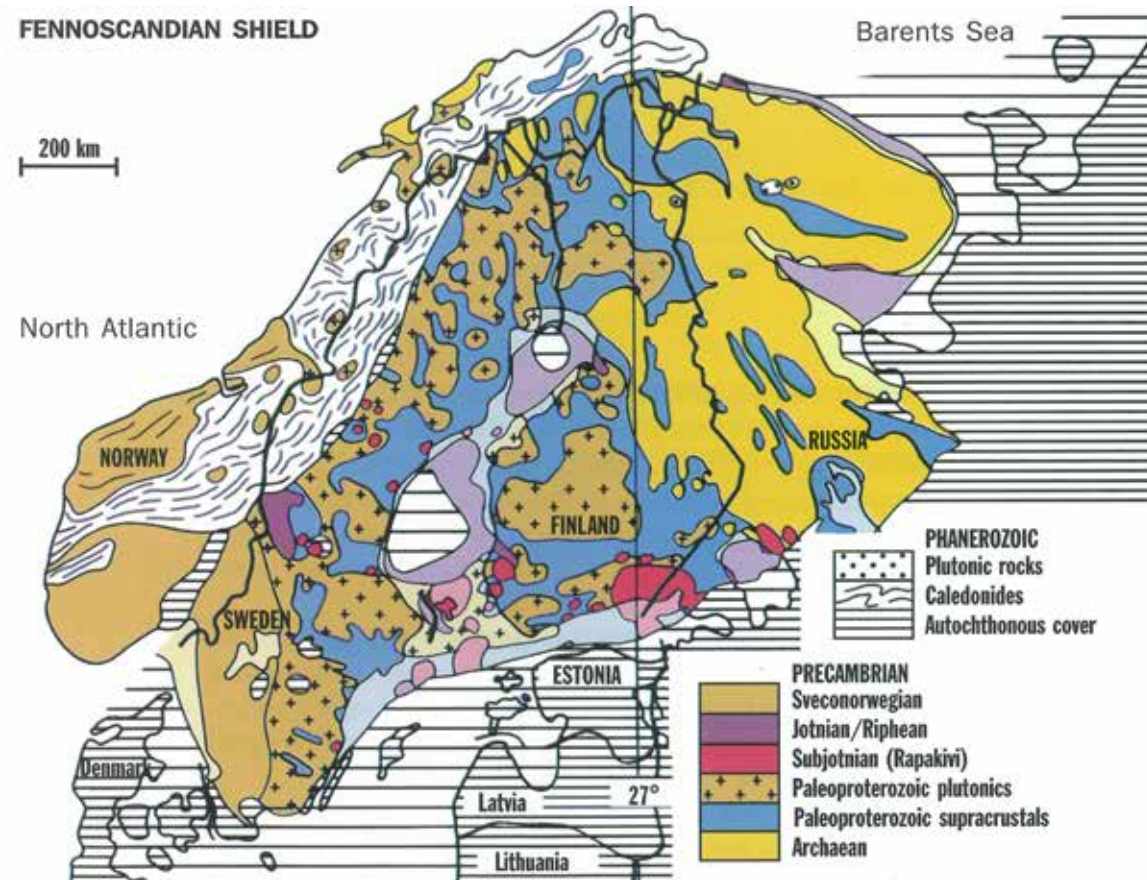 FENNOSCANDIAN SHIELD
Barents Sea
200 km
North Atlantic
NORWAY
RUSSIA
FINLAND
SWEDEN
ESTONIA
Denmark
Latvia
27°
Lithuania
PHANEROZOIC
Plutonic rocks
Caledonides
Autochthonous cover
PRECAMBRIAN
Sveconorwegian
Jotnian/Riphean
Subjotnian (Rapakivi)
Paleoproterozoic plutonics
Paleoproterozoic supracrustals
Archaean